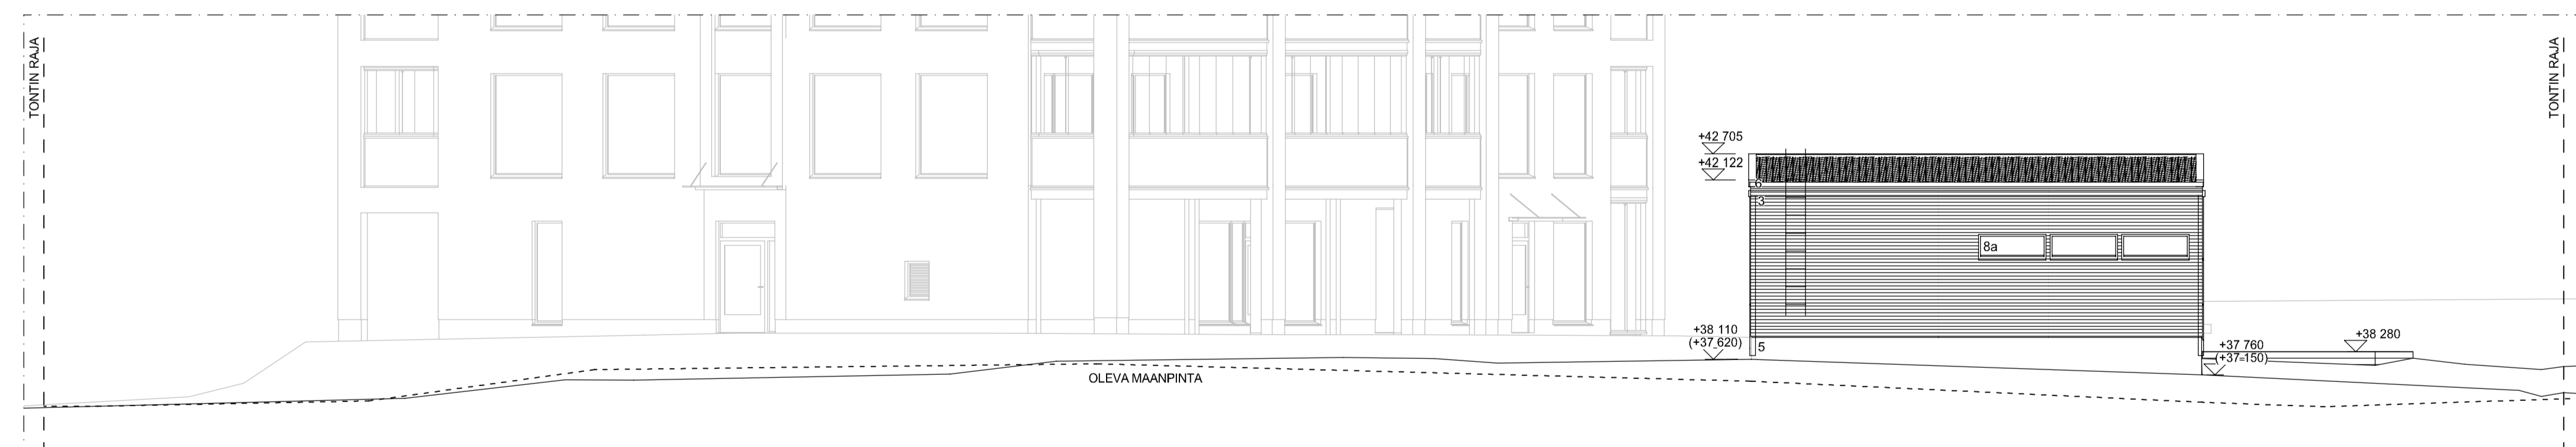 TONTIN RAJA
TONTIN RAJA
+42 705
+42 122
6
3
8a
+38 110
(+37 620)
5
+38 280
+37 760
(+37 150)
OLEVA MAANPINTA